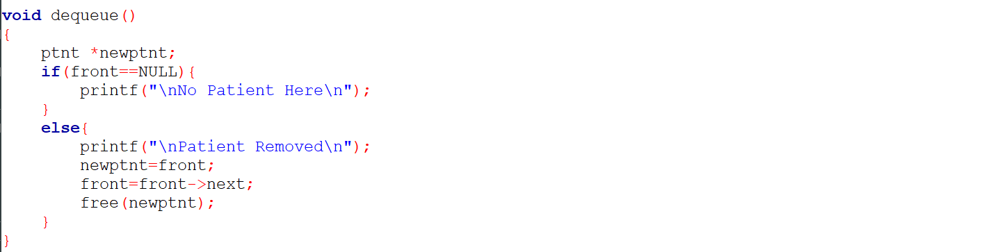 void dequeue()
{
    ptnt *newptnt;
    if(front==NULL){
        printf("\nNo Patient Here\n");
    }
    else{
        printf("\nPatient Removed\n");
        newptnt=front;
        front=front->next;
        free(newptnt);
    }
}